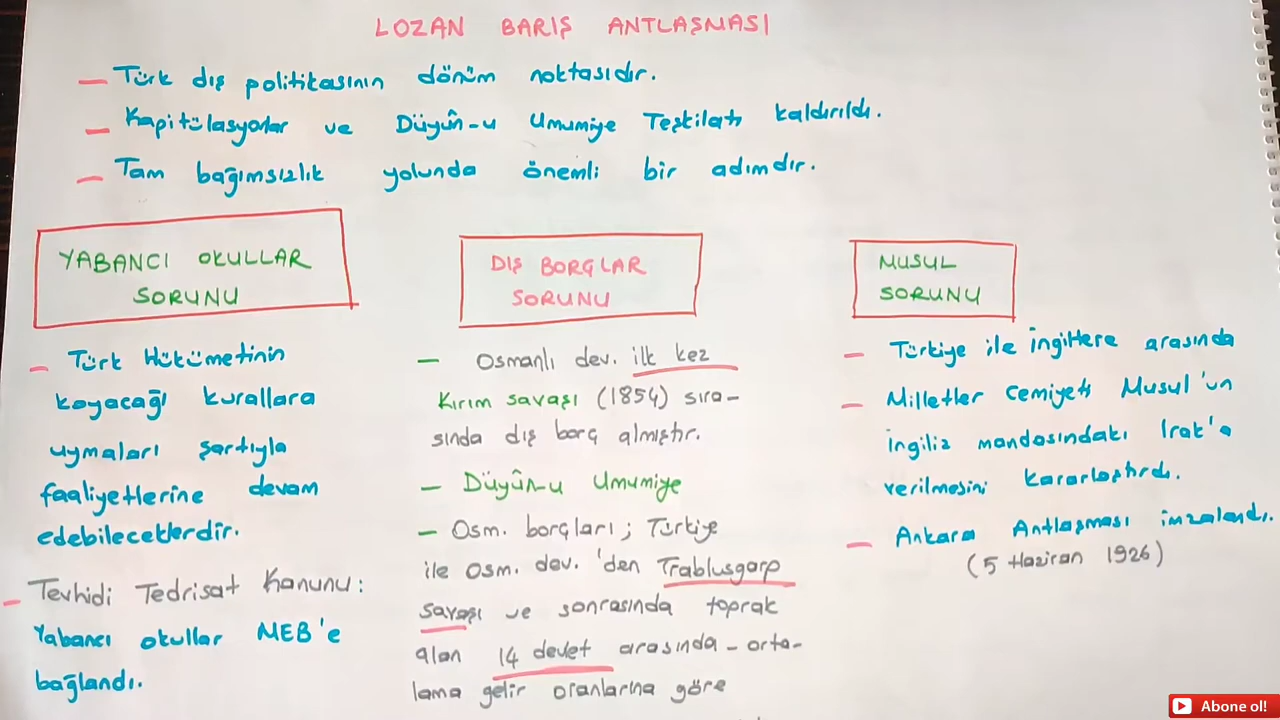 LOZAN BARIŞ ANTLAŞMASI
— Türk dış politikasının dönüm noktasıdır.
— Kapitülasyonlar ve Düyûn-u Umumiye Teşkilatı kaldırıldı.
— Tam bağımsızlık yolunda önemli bir adımdır.
YABANCI OKULLAR
SORUNU
— Türk Hükümetinin
koyacağı kurallara
uymaları şartıyla
faaliyetlerine devam
edebileceklerdir.
— Tevhidi Tedrisat Kanunu:
Yabancı okullar MEB'e
bağlandı.
DIŞ BORÇLAR
SORUNU
— Osmanlı dev. ilk kez
Kırım savaşı (1854) sıra-
sında dış borç almıştır.
— Düyûn-u Umumiye
— Osm. borçları; Türkiye
ile Osm. dev.'den Trablusgarp
savaşı ve sonrasında toprak
alan 14 devlet arasında - orta-
lama gelir oranlarına göre
MUSUL
SORUNU
— Türkiye ile İngiltere arasında
— Milletler Cemiyeti Musul'un
ingiliz mandasındaki Irak'a
verilmesini kararlaştırdı.
— Ankara Antlaşması imzalandı.
(5 Haziran 1926)
Abone ol!